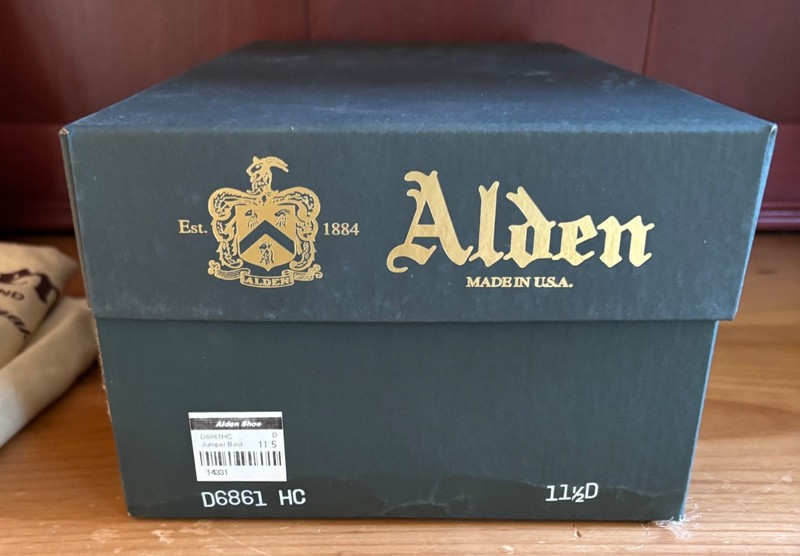 Est. 1884
ALDEN
Alden
MADE IN U.S.A.
Alden Shoe
D6861HC D
Jumper Boot 11.5
14331
D6861 HC 11½D